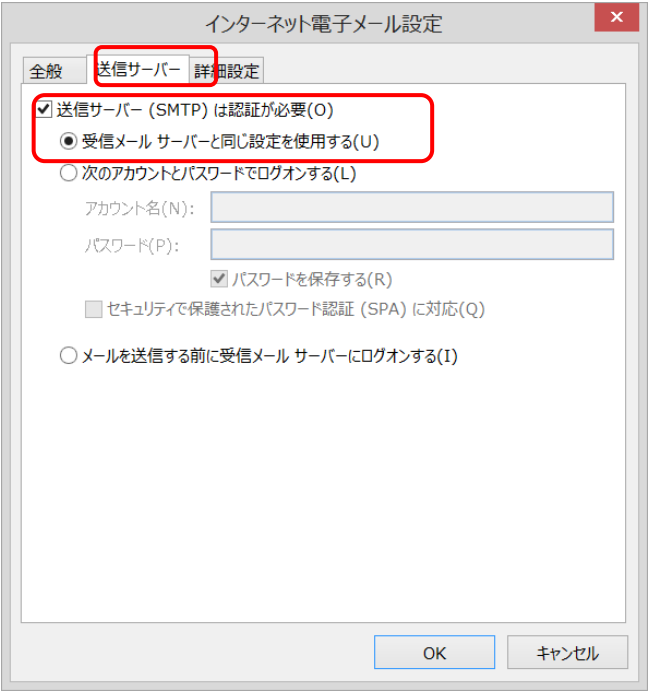 インターネット電子メール設定
全般 送信サーバー 詳細設定
送信サーバー (SMTP) は認証が必要(O)
受信メール サーバーと同じ設定を使用する(U)
次のアカウントとパスワードでログオンする(L)
アカウント名(N):
パスワード(P):
パスワードを保存する(R)
セキュリティで保護されたパスワード認証 (SPA) に対応(Q)
メールを送信する前に受信メール サーバーにログオンする(I)
OK キャンセル